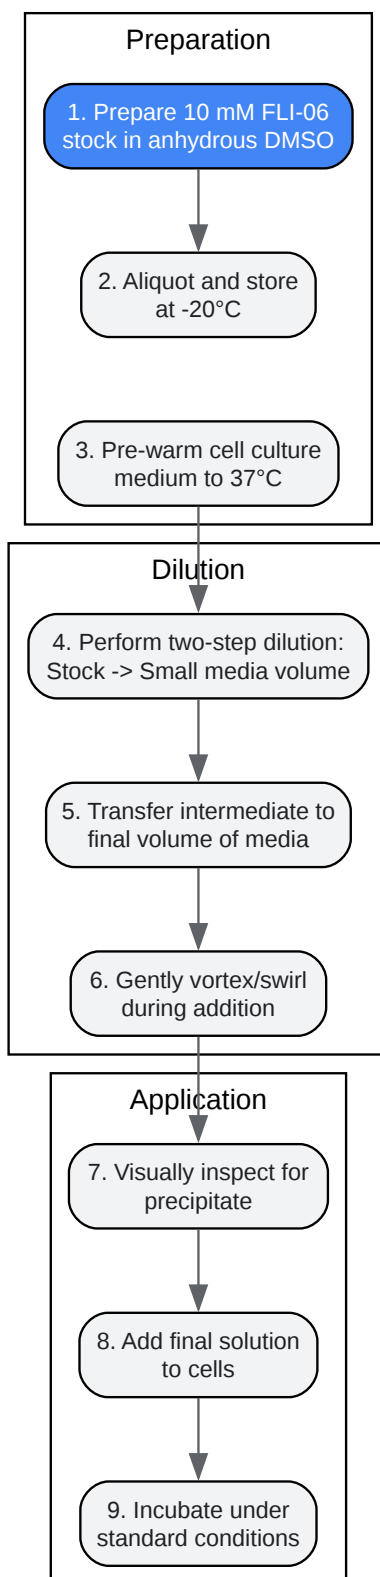 Preparation
1. Prepare 10 mM FLI-06
stock in anhydrous DMSO
2. Aliquot and store
at -20°C
3. Pre-warm cell culture
medium to 37°C
Dilution
4. Perform two-step dilution:
Stock -> Small media volume
5. Transfer intermediate to
final volume of media
6. Gently vortex/swirl
during addition
Application
7. Visually inspect for
precipitate
8. Add final solution
to cells
9. Incubate under
standard conditions